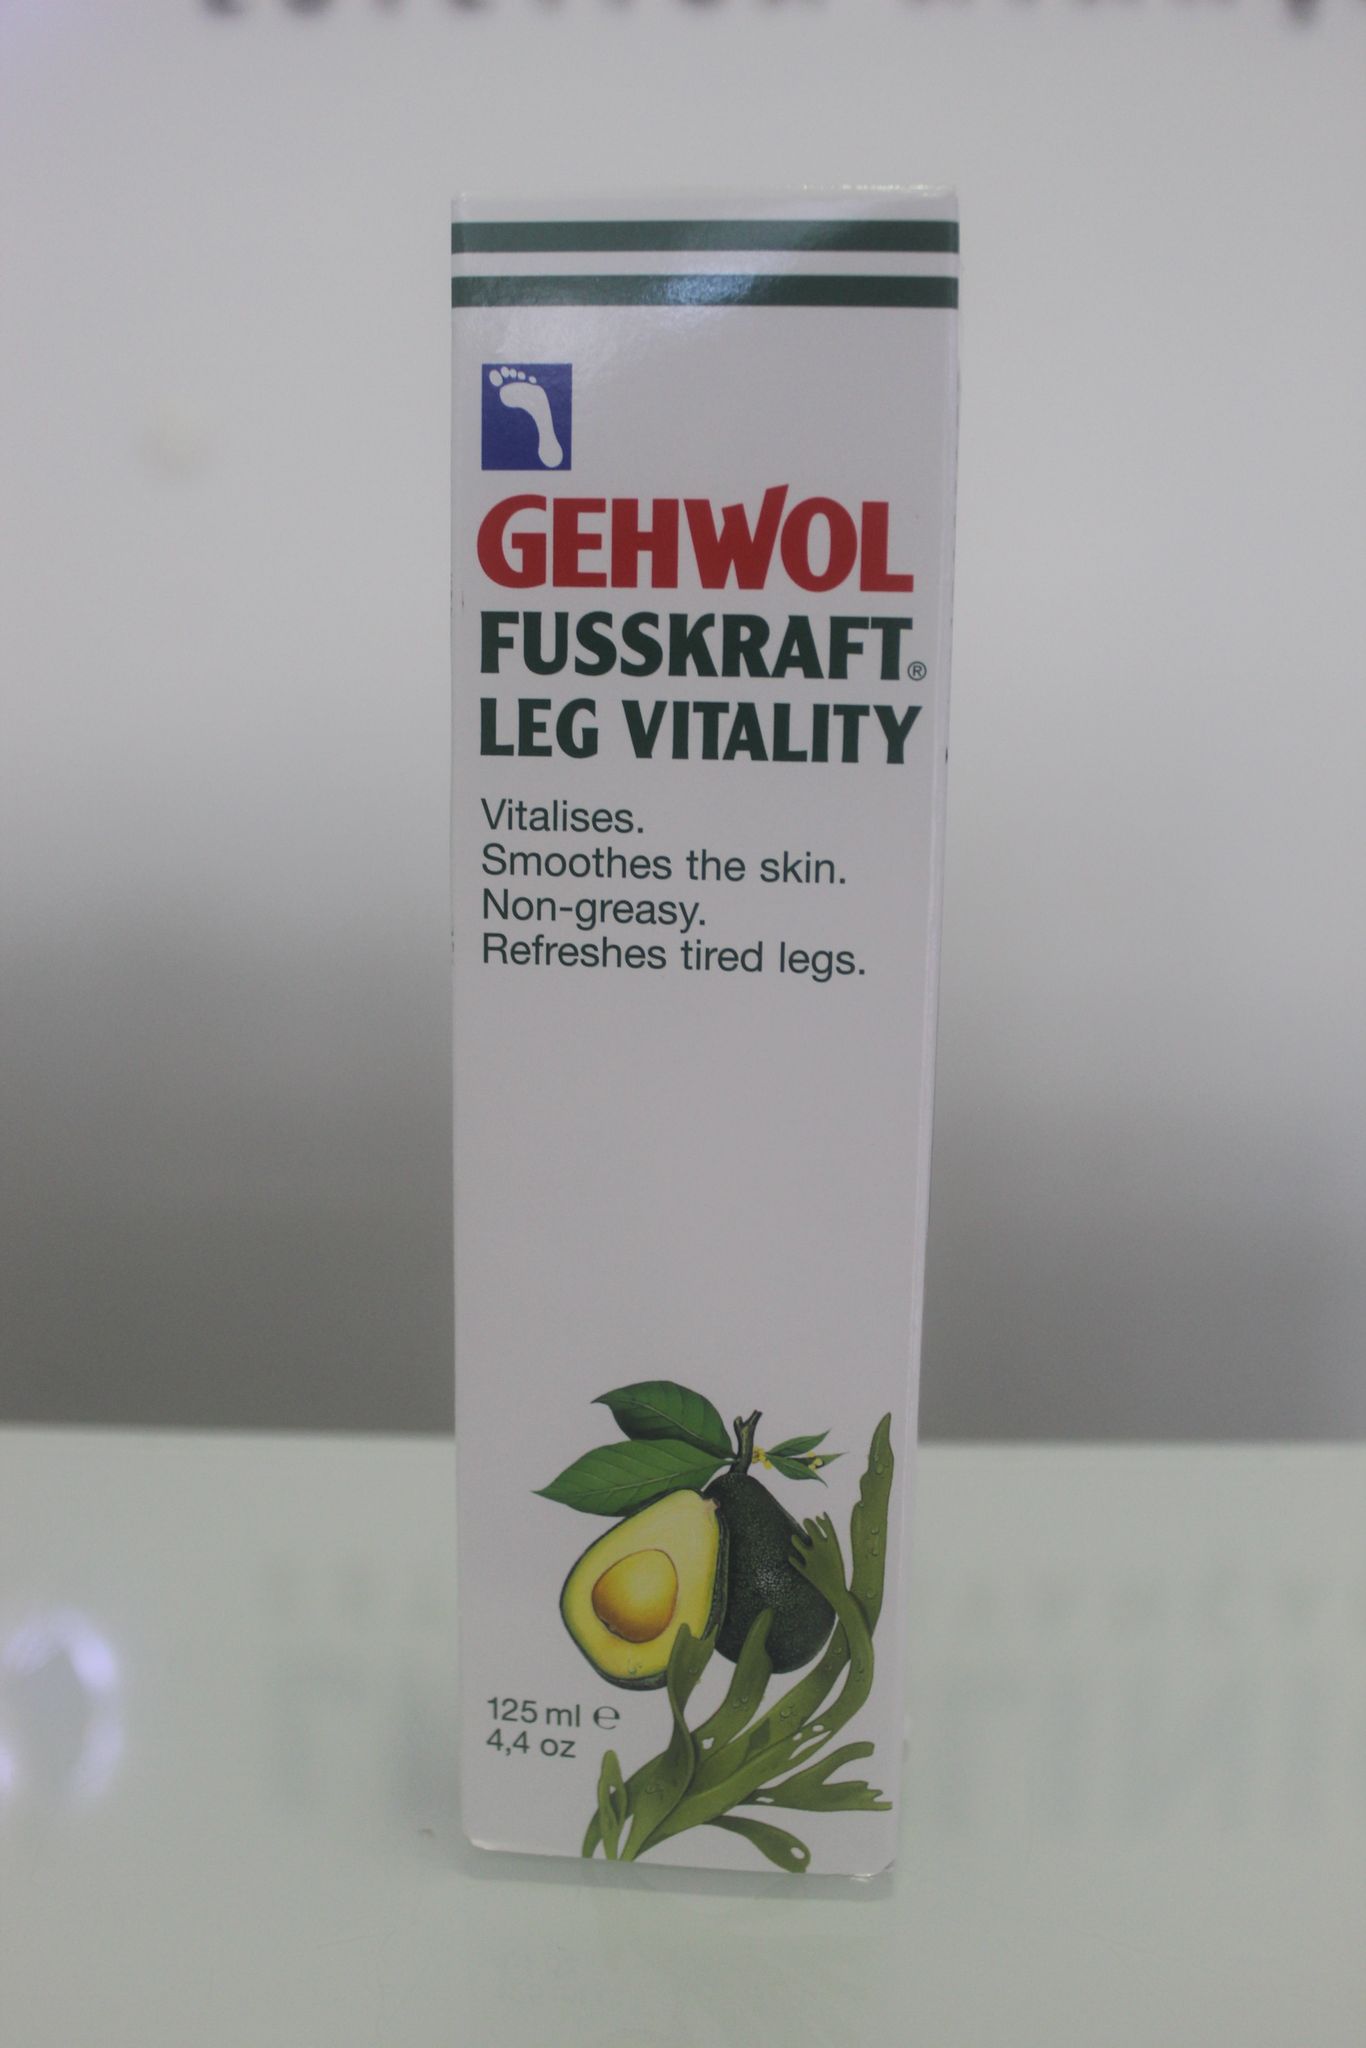 GEHWOL
FUSSKRAFT®
LEG VITALITY
Vitalises.
Smoothes the skin.
Non-greasy.
Refreshes tired legs.
125 ml ℮
4,4 oz